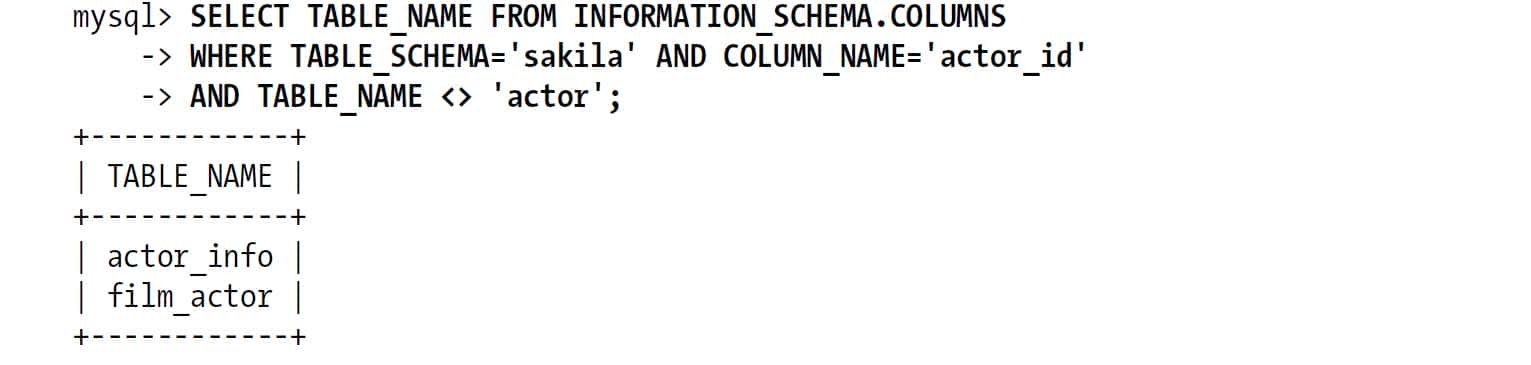 mysql> SELECT TABLE_NAME FROM INFORMATION_SCHEMA.COLUMNS
    -> WHERE TABLE_SCHEMA='sakila' AND COLUMN_NAME='actor_id'
    -> AND TABLE_NAME <> 'actor';
+------------+
| TABLE_NAME |
+------------+
| actor_info |
| film_actor |
+------------+